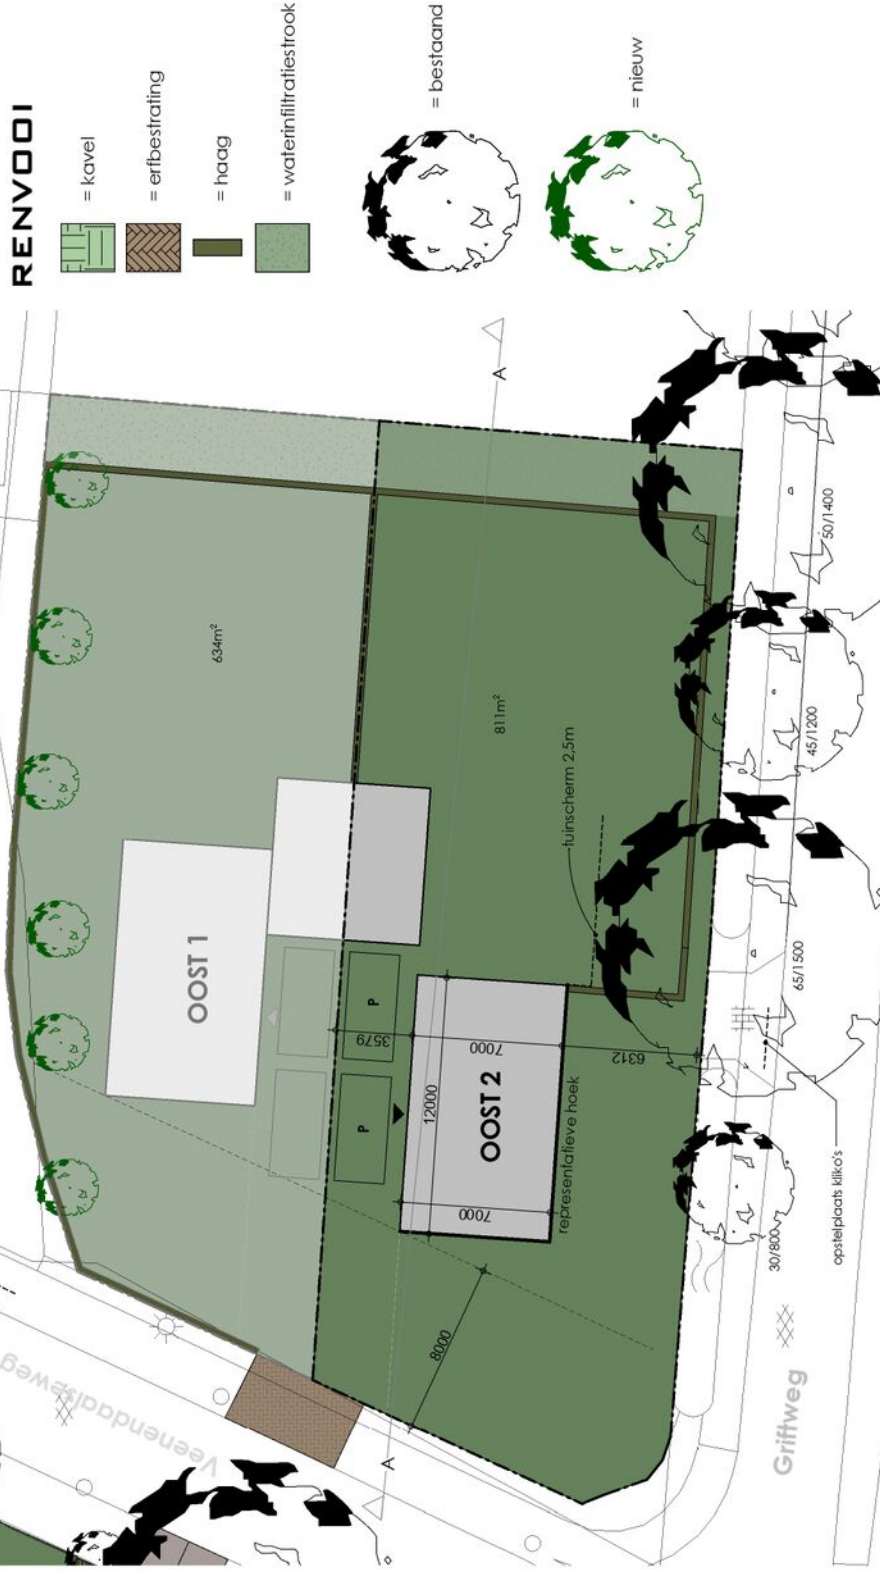 RENVOOI
= kavel
= erfbestrating
= haag
= waterinfiltratiestrook
= bestaand
= nieuw
A
634m²
811m²
tuinscherm 2,5m
50/1400
45/1200
65/1500
30/800
OOST 1
P
P
3579
7000
12000
7000
6312
OOST 2
representatieve hoek
opstelplaats kliko's
8000
A
Veenendaalseweg
Griftweg